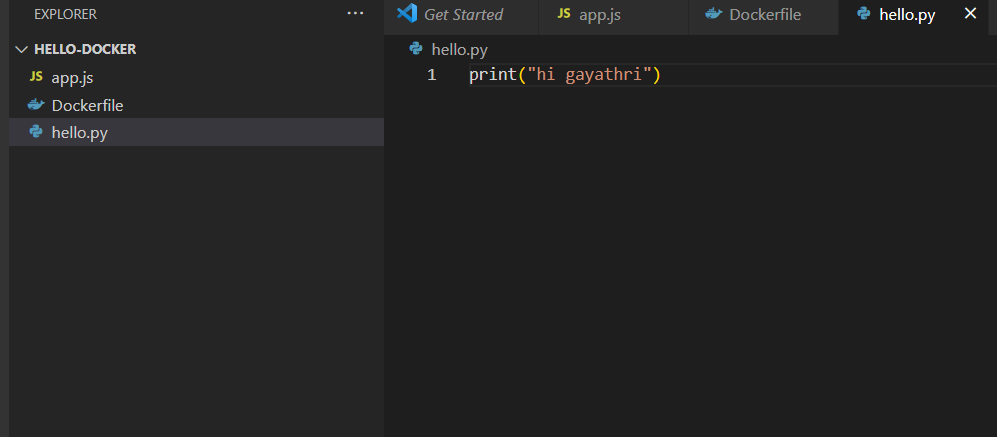 EXPLORER ···
HELLO-DOCKER
JS app.js
Dockerfile
hello.py
Get Started JS app.js Dockerfile hello.py
hello.py
1 print("hi gayathri")